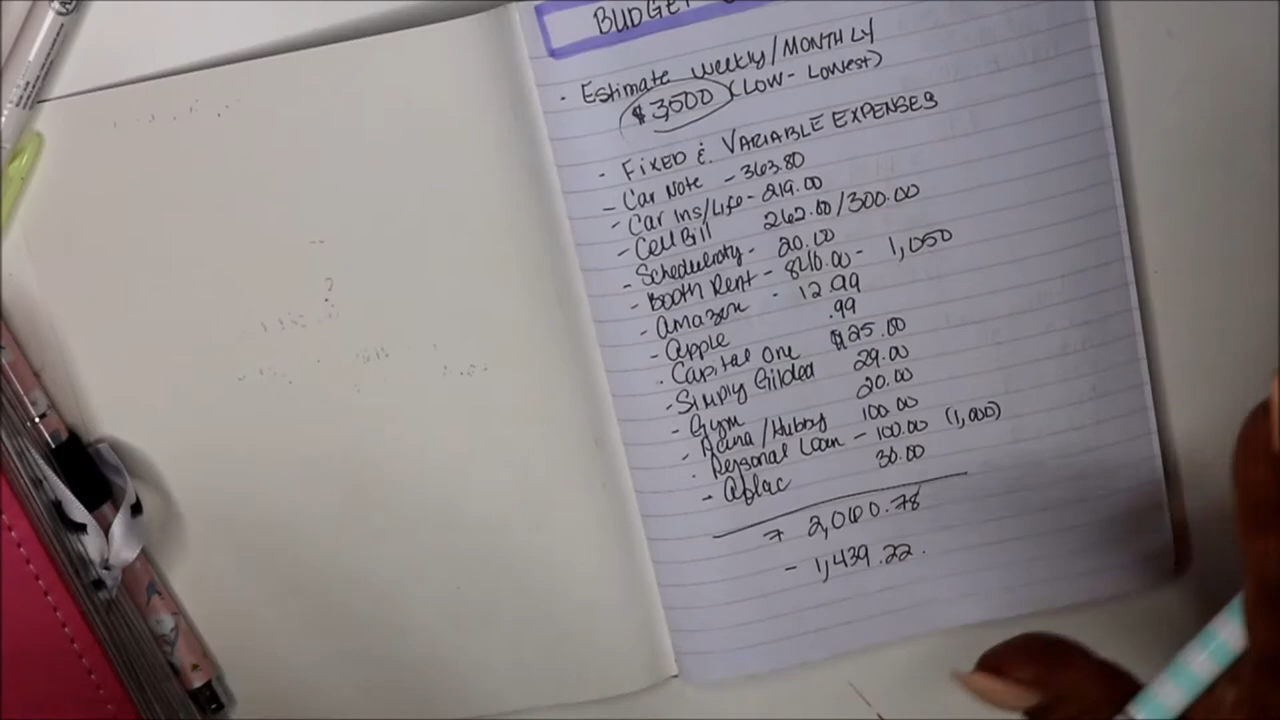 BUDGET
· Estimate weekly/MONTHLY
$3,500 (LOW - LOWEST)
- FIXED & VARIABLE EXPENSES
- Car Note - 363.80
- Car Ins/Life - 219.00
- Cell Bill 262.00/300.00
- Schedulicity - 20.00
- Booth Rent - 840.00 - 1,050
- Amazon - 12.99
- Apple .99
· Capital One $25.00
- Simply Gilded 29.00
- Gym 20.00
- /Hubby 100.00
· Personal Loan - 100.00 (1,000)
- Aflac 30.00
2,060.78
- 1,439.22.